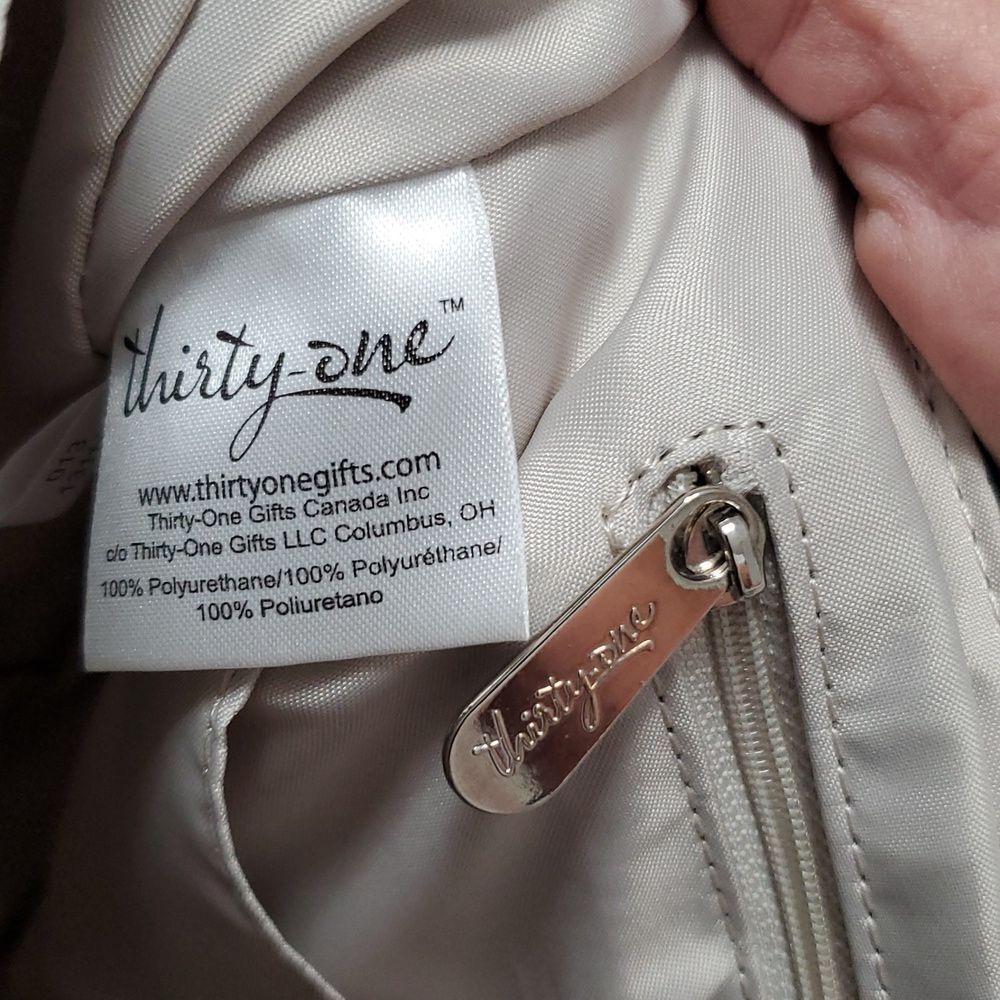 thirty-one™
www.thirtyonegifts.com
Thirty-One Gifts Canada Inc
c/o Thirty-One Gifts LLC Columbus, OH
100% Polyurethane/100% Polyuréthane/
100% Poliuretano
thirty-one